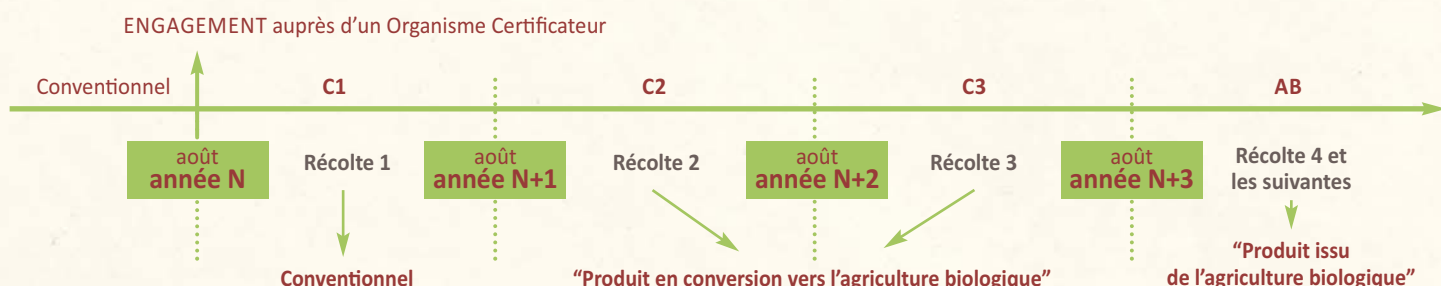 ENGAGEMENT auprès d'un Organisme Certificateur
Conventionnel C1 C2 C3 AB
août
année N
Récolte 1
août
année N+1
Récolte 2
août
année N+2
Récolte 3
août
année N+3
Récolte 4 et
les suivantes
Conventionnel
“Produit en conversion vers l'agriculture biologique”
“Produit issu
de l'agriculture biologique”